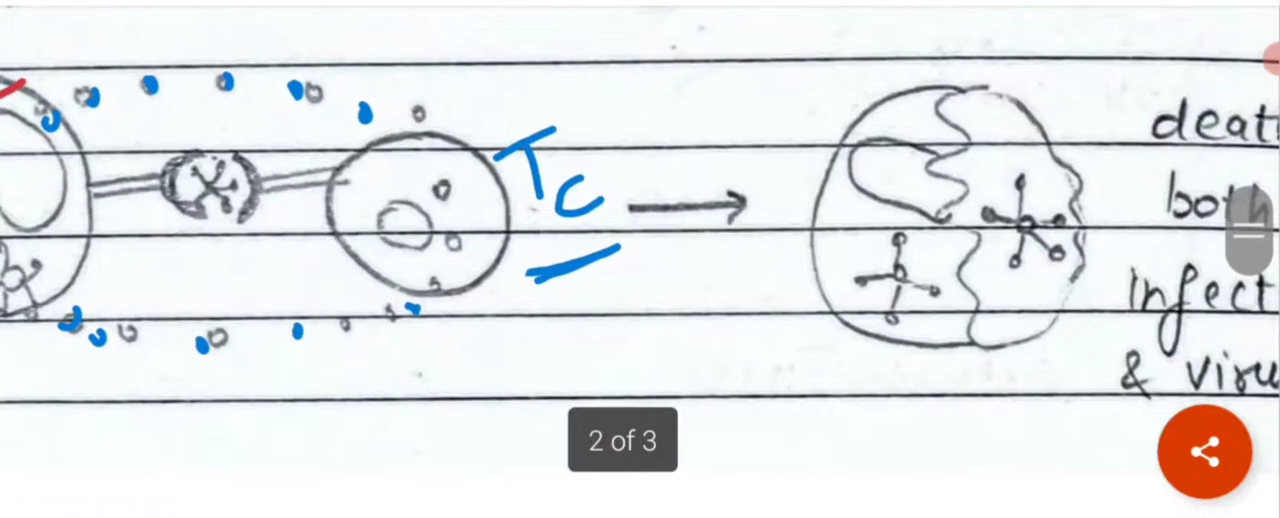 Tc
deat
both
infect
& viru
2 of 3